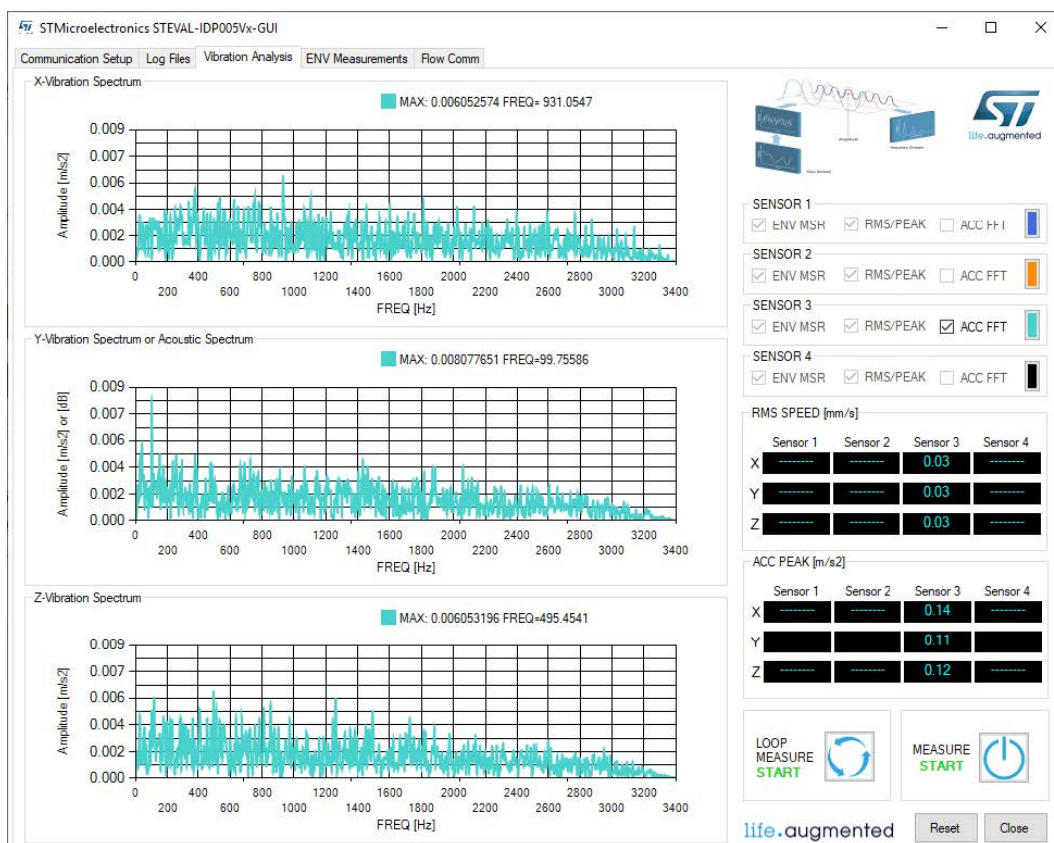 STMicroelectronics STEVAL-IDP005Vx-GUI
Communication Setup Log Files Vibration Analysis ENV Measurements Flow Comm
X-Vibration Spectrum
MAX: 0.006052574 FREQ= 931.0547
Amplitude [m\s2]
0.009
0.007
0.006
0.004
0.002
0.000
0 400 800 1200 1600 2000 2400 2800 3200
200 600 1000 1400 1800 2200 2600 3000 3400
FREQ [Hz]
Y-Vibration Spectrum or Acoustic Spectrum
MAX: 0.008077651 FREQ=99.75586
Amplitude [m\s2] or [dB]
0.009
0.007
0.006
0.004
0.002
0.000
0 400 800 1200 1600 2000 2400 2800 3200
200 600 1000 1400 1800 2200 2600 3000 3400
FREQ [Hz]
Z-Vibration Spectrum
MAX: 0.006053196 FREQ=495.4541
Amplitude [m\s2]
0.009
0.007
0.006
0.004
0.002
0.000
0 400 800 1200 1600 2000 2400 2800 3200
200 600 1000 1400 1800 2200 2600 3000 3400
FREQ [Hz]
Amplitude
Frequency Domain
Time Domain
ST
life.augmented
SENSOR 1
ENV MSR RMS/PEAK ACC FFT
SENSOR 2
ENV MSR RMS/PEAK ACC FFT
SENSOR 3
ENV MSR RMS/PEAK ACC FFT
SENSOR 4
ENV MSR RMS/PEAK ACC FFT
RMS SPEED [mm/s]
Sensor 1 Sensor 2 Sensor 3 Sensor 4
X -------- -------- 0.03 --------
Y -------- -------- 0.03 --------
Z -------- -------- 0.03 --------
ACC PEAK [m/s2]
Sensor 1 Sensor 2 Sensor 3 Sensor 4
X -------- -------- 0.14 --------
Y 0.11
Z -------- -------- 0.12 --------
LOOP
MEASURE
START
MEASURE
START
life.augmented
Reset Close